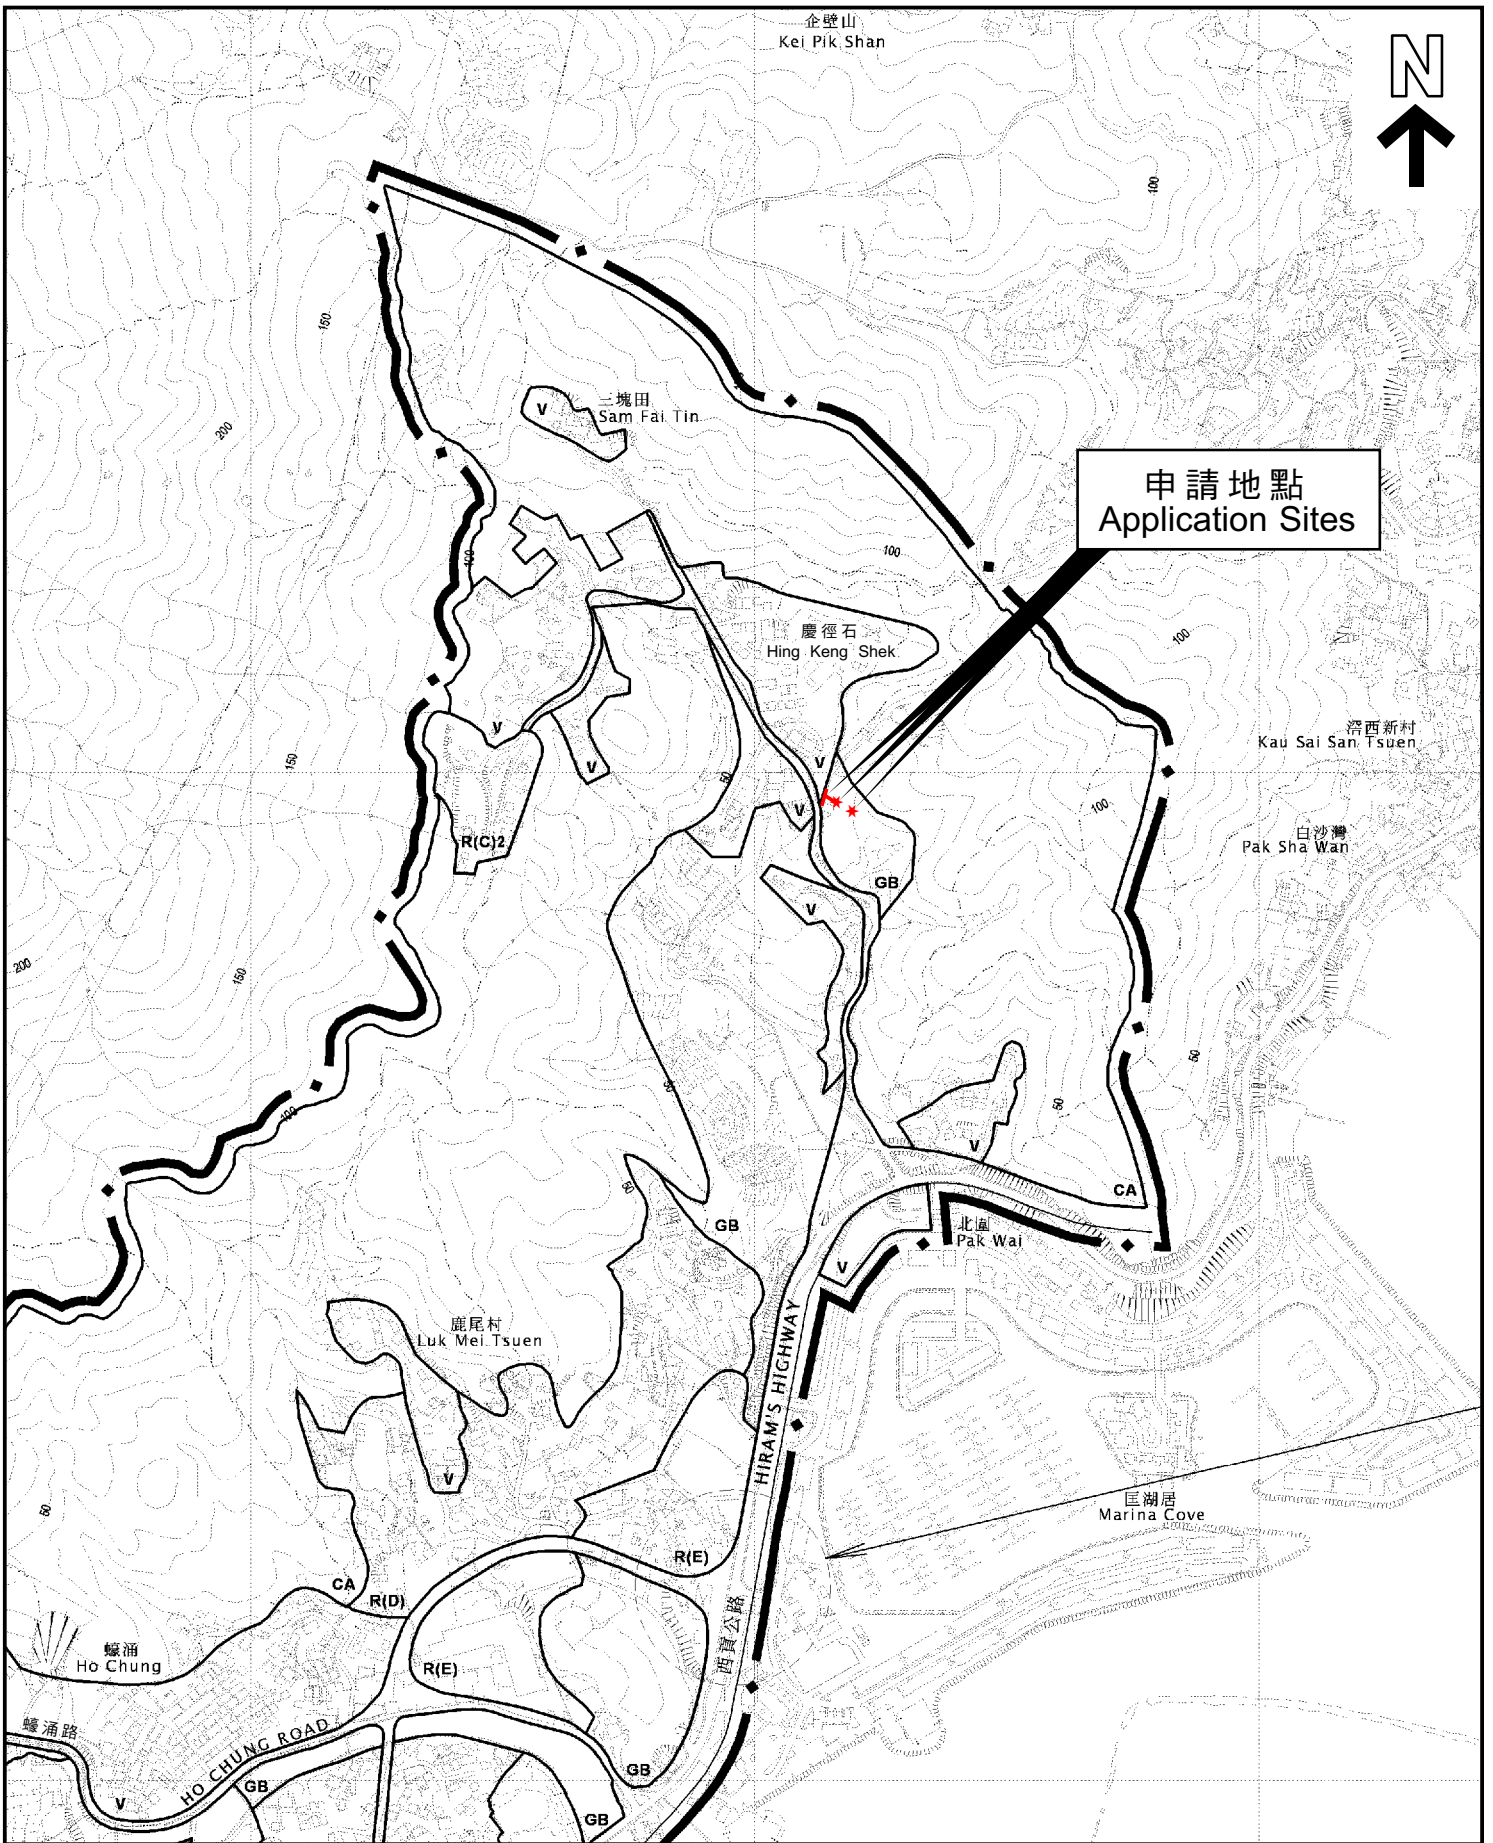 企壁山
Kei Pik Shan
N
100
150
三塊田
Sam Fai Tin
V
200
申請地點
Application Sites
100
100
慶徑石
Hing Keng Shek
100
滘西新村
Kau Sai San Tsuen
V
V
150
V
50
V
100
白沙灣
Pak Sha Wan
R(C)2
GB
V
200
150
50
50
50
100
V
50
CA
GB
北圍
Pak Wai
V
鹿尾村
Luk Mei Tsuen
HIRAM'S HIGHWAY
V
匡湖居
Marina Cove
50
R(E)
CA
R(D)
西貢公路
蠔涌
Ho Chung
R(E)
蠔涌路
HO CHUNG ROAD
GB
GB
V
GB